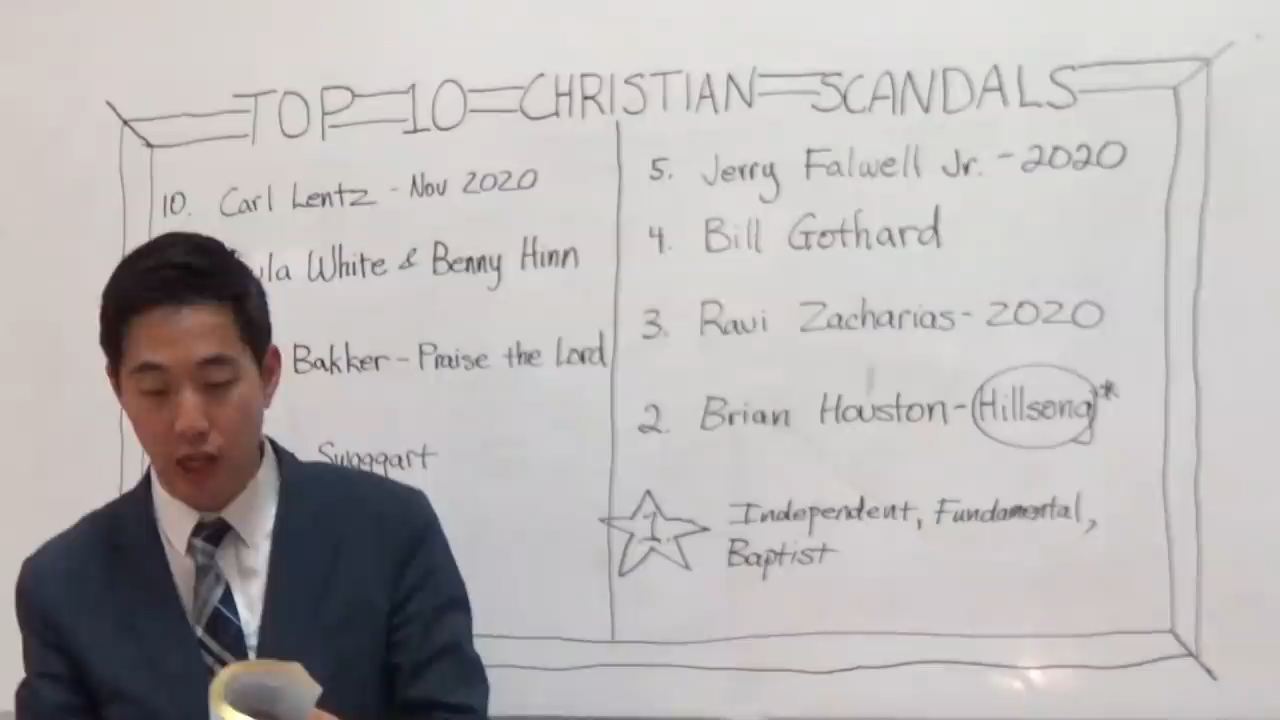 TOP 10 CHRISTIAN SCANDALS
10. Carl Lentz - Nov 2020
White & Benny Hinn
Bakker - Praise the Lord
Swaggart
5. Jerry Falwell Jr. - 2020
4. Bill Gothard
3. Ravi Zacharias - 2020
2. Brian Houston - Hillsong*
1 Independent, Fundamental,
Baptist